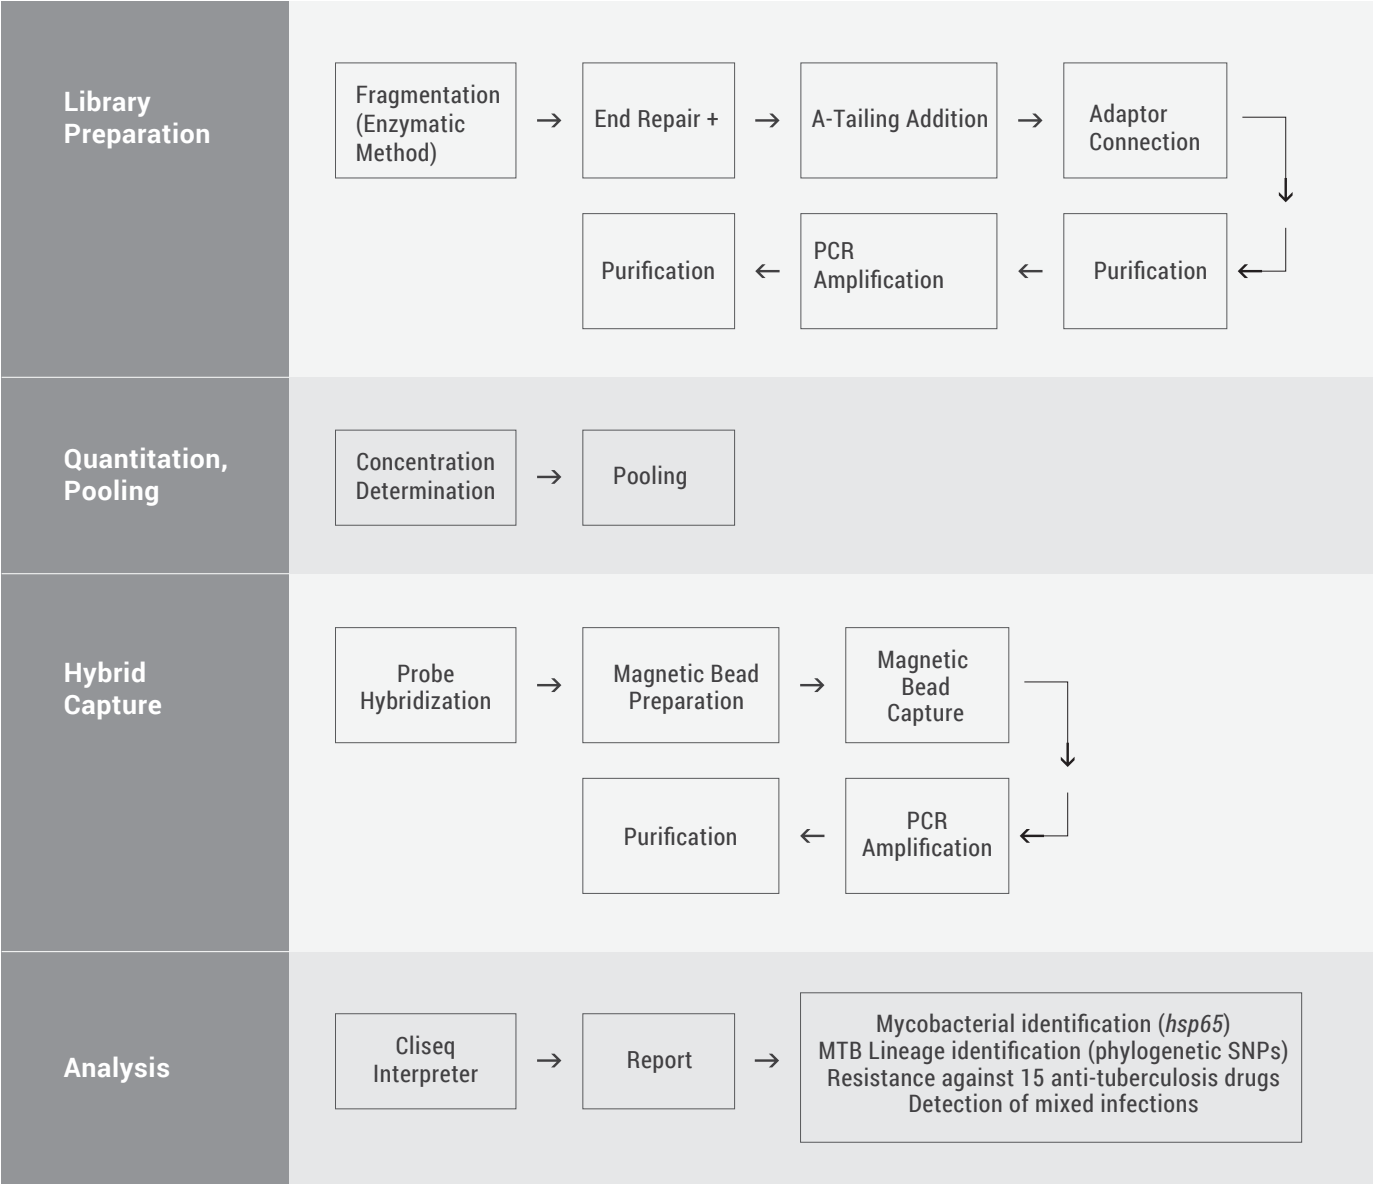 Library
Preparation
Fragmentation
(Enzymatic
Method)
→
End Repair +
→
A-Tailing Addition
→
Adaptor
Connection
Purification
←
PCR
Amplification
←
Purification
Quantitation,
Pooling
Concentration
Determination
→
Pooling
Hybrid
Capture
Probe
Hybridization
→
Magnetic Bead
Preparation
→
Magnetic
Bead
Capture
Purification
←
PCR
Amplification
Analysis
Cliseq
Interpreter
→
Report
→
Mycobacterial identification (hsp65)
MTB Lineage identification (phylogenetic SNPs)
Resistance against 15 anti-tuberculosis drugs
Detection of mixed infections